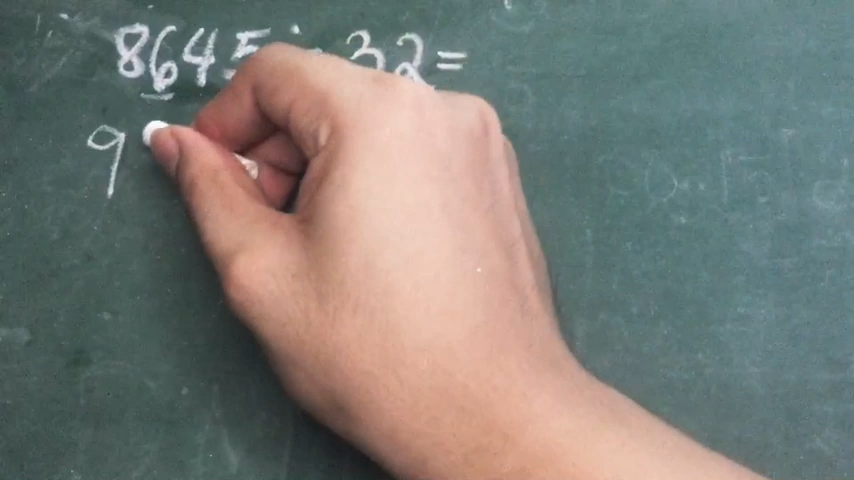 8645 ÷ 32 =
9